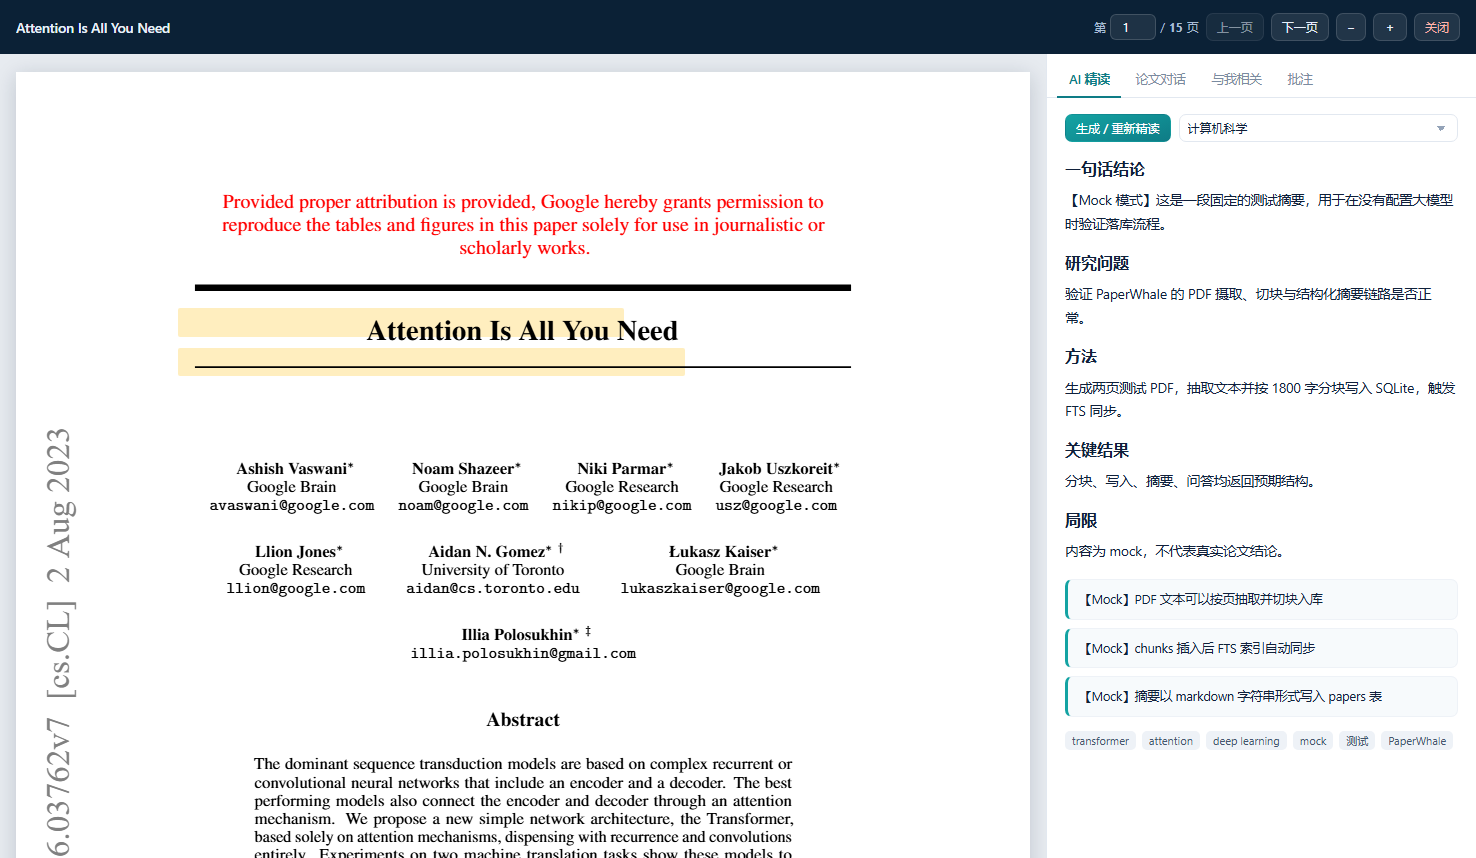 Attention Is All You Need
第 1 / 15 页 上一页 下一页 − + 关闭
Provided proper attribution is provided, Google hereby grants permission to
reproduce the tables and figures in this paper solely for use in journalistic or
scholarly works.
Attention Is All You Need
Ashish Vaswani* Noam Shazeer* Niki Parmar* Jakob Uszkoreit*
Google Brain Google Brain Google Research Google Research
avaswani@google.com noam@google.com nikip@google.com usz@google.com
Llion Jones* Aidan N. Gomez* † Łukasz Kaiser*
Google Research University of Toronto Google Brain
llion@google.com aidan@cs.toronto.edu lukaszkaiser@google.com
Illia Polosukhin* ‡
illia.polosukhin@gmail.com
Abstract
The dominant sequence transduction models are based on complex recurrent or
convolutional neural networks that include an encoder and a decoder. The best
performing models also connect the encoder and decoder through an attention
mechanism. We propose a new simple network architecture, the Transformer,
based solely on attention mechanisms, dispensing with recurrence and convolutions
entirely. Experiments on two machine translation tasks show these models to
6.03762v7 [cs.CL] 2 Aug 2023
AI 精读 论文对话 与我相关 批注
生成 / 重新精读 计算机科学
一句话结论
【Mock 模式】这是一段固定的测试摘要，用于在没有配置大模型
时验证落库流程。
研究问题
验证 PaperWhale 的 PDF 摄取、切块与结构化摘要链路是否正
常。
方法
生成两页测试 PDF，抽取文本并按 1800 字分块写入 SQLite，触发
FTS 同步。
关键结果
分块、写入、摘要、问答均返回预期结构。
局限
内容为 mock，不代表真实论文结论。
【Mock】PDF 文本可以按页抽取并切块入库
【Mock】chunks 插入后 FTS 索引自动同步
【Mock】摘要以 markdown 字符串形式写入 papers 表
transformer attention deep learning mock 测试 PaperWhale